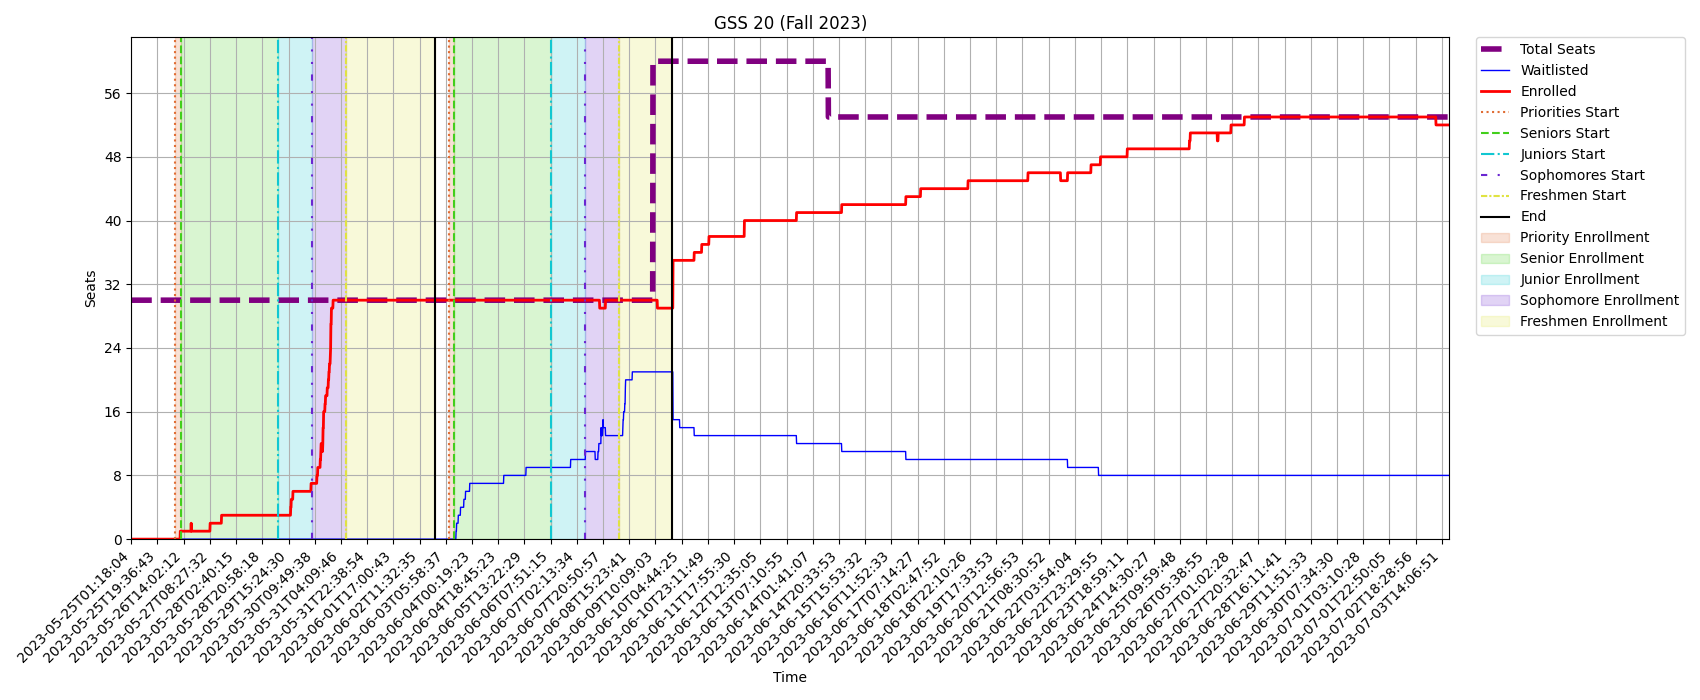 GSS 20 (Fall 2023)
Seats
56
48
40
32
24
16
8
0
2023-05-25T01:18:04
2023-05-25T19:36:43
2023-05-26T14:02:12
2023-05-27T08:27:32
2023-05-28T02:40:15
2023-05-28T20:58:18
2023-05-29T15:24:30
2023-05-30T09:49:38
2023-05-31T04:09:46
2023-05-31T22:38:54
2023-06-01T17:00:43
2023-06-02T11:32:35
2023-06-03T05:58:37
2023-06-04T00:19:23
2023-06-04T18:45:23
2023-06-05T13:22:29
2023-06-06T07:51:15
2023-06-07T02:13:34
2023-06-07T20:50:57
2023-06-08T15:23:41
2023-06-09T10:09:03
2023-06-10T04:44:25
2023-06-10T23:11:49
2023-06-11T17:55:30
2023-06-12T12:35:05
2023-06-13T07:10:55
2023-06-14T01:41:07
2023-06-14T20:33:53
2023-06-15T15:53:32
2023-06-16T11:52:33
2023-06-17T07:14:27
2023-06-18T02:47:52
2023-06-18T22:10:26
2023-06-19T17:33:53
2023-06-20T12:56:53
2023-06-21T08:30:52
2023-06-22T03:54:04
2023-06-22T23:29:55
2023-06-23T18:59:11
2023-06-24T14:30:27
2023-06-25T09:59:48
2023-06-26T05:38:55
2023-06-27T01:02:28
2023-06-27T20:32:47
2023-06-28T16:11:41
2023-06-29T11:51:33
2023-06-30T07:34:30
2023-07-01T03:10:28
2023-07-01T22:50:05
2023-07-02T18:28:56
2023-07-03T14:06:51
Time
Total Seats
Waitlisted
Enrolled
Priorities Start
Seniors Start
Juniors Start
Sophomores Start
Freshmen Start
End
Priority Enrollment
Senior Enrollment
Junior Enrollment
Sophomore Enrollment
Freshmen Enrollment